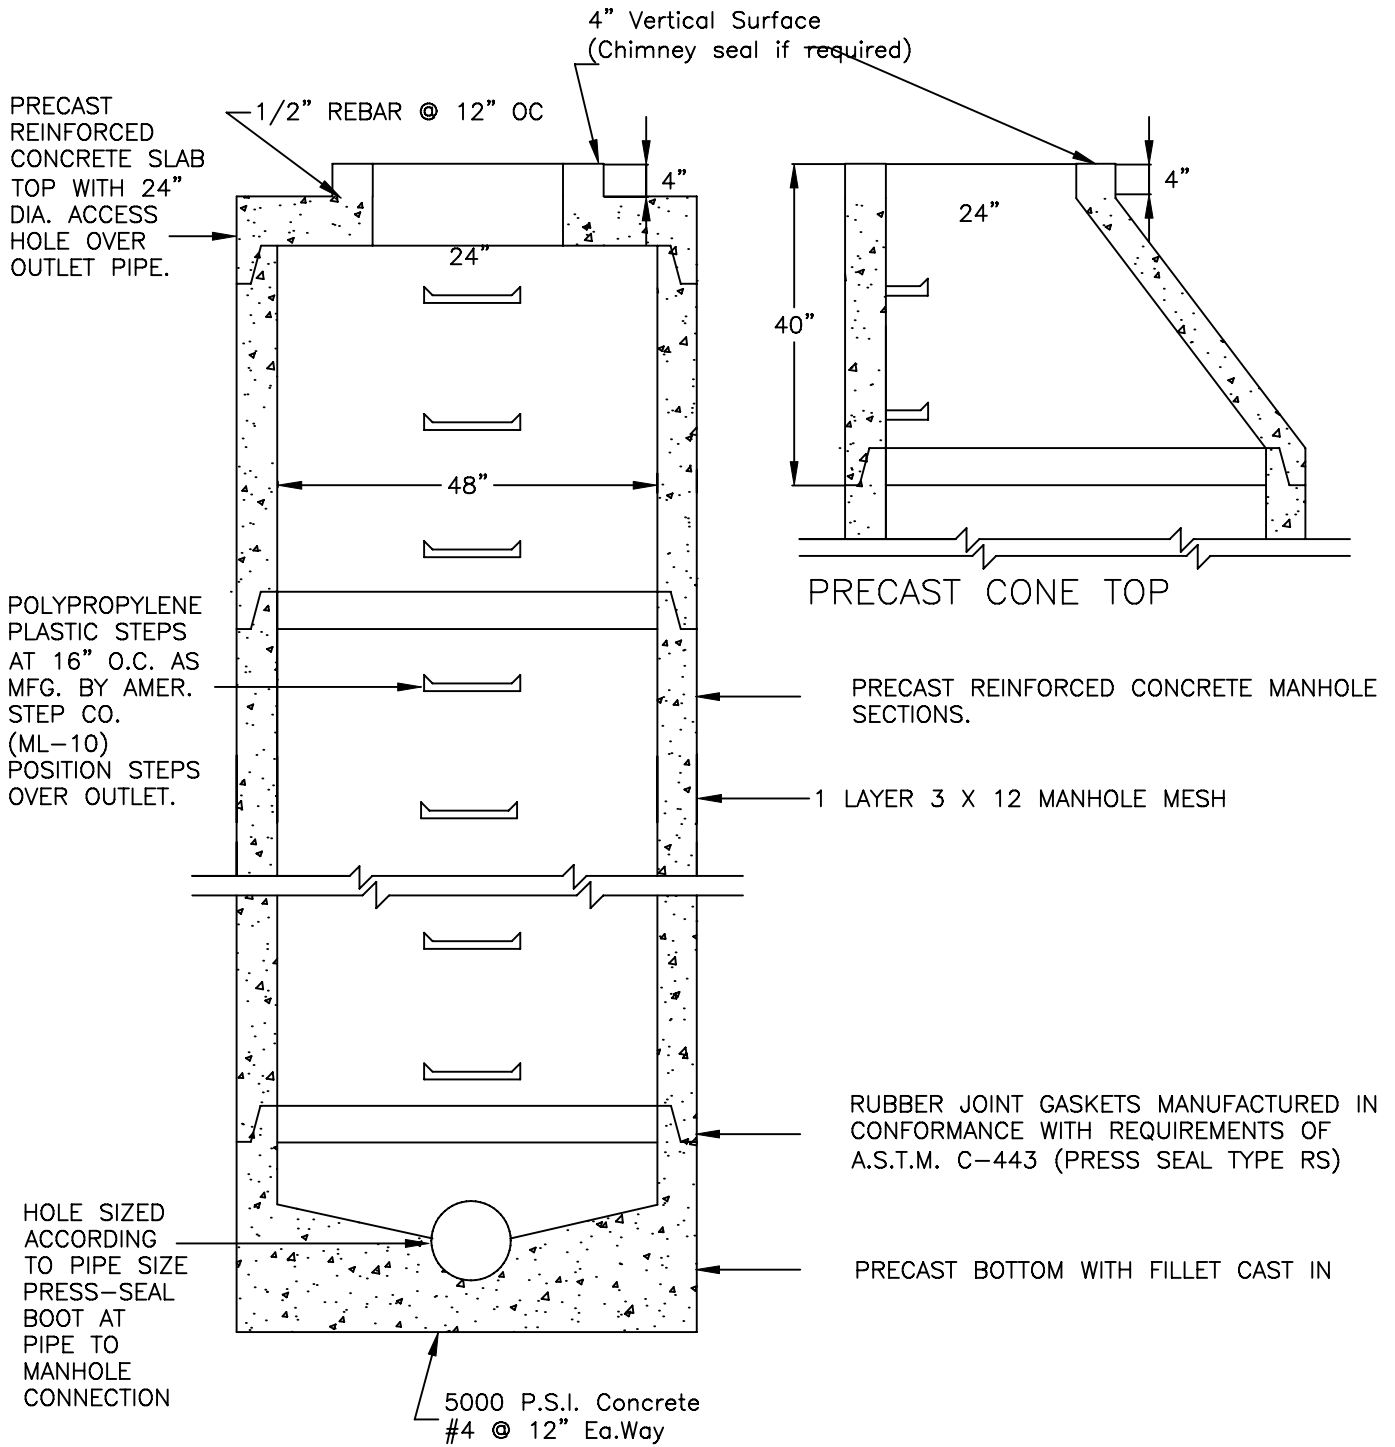 4" Vertical Surface
(Chimney seal if required)
PRECAST
REINFORCED
CONCRETE SLAB
TOP WITH 24"
DIA. ACCESS
HOLE OVER
OUTLET PIPE.
1/2" REBAR @ 12" OC
4"
24"
48"
4"
24"
40"
PRECAST CONE TOP
POLYPROPYLENE
PLASTIC STEPS
AT 16" O.C. AS
MFG. BY AMER.
STEP CO.
(ML-10)
POSITION STEPS
OVER OUTLET.
PRECAST REINFORCED CONCRETE MANHOLE
SECTIONS.
1 LAYER 3 X 12 MANHOLE MESH
RUBBER JOINT GASKETS MANUFACTURED IN
CONFORMANCE WITH REQUIREMENTS OF
A.S.T.M. C-443 (PRESS SEAL TYPE RS)
HOLE SIZED
ACCORDING
TO PIPE SIZE
PRESS-SEAL
BOOT AT
PIPE TO
MANHOLE
CONNECTION
PRECAST BOTTOM WITH FILLET CAST IN
5000 P.S.I. Concrete
#4 @ 12" Ea.Way